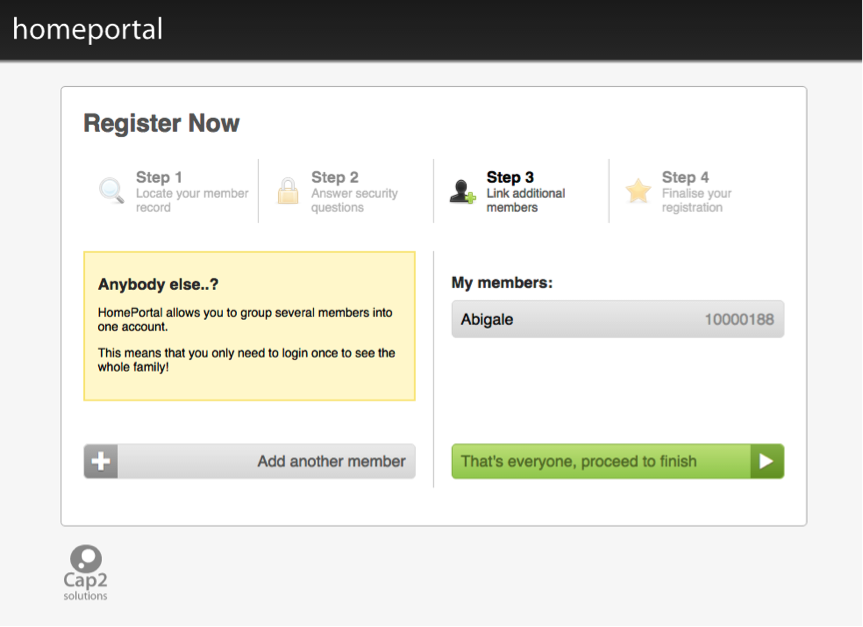 homeportal
Register Now
Step 1
Locate your member
record
Step 2
Answer security
questions
Step 3
Link additional
members
Step 4
Finalise your
registration
Anybody else..?
HomePortal allows you to group several members into
one account.
This means that you only need to login once to see the
whole family!
Add another member
My members:
Abigale 10000188
That's everyone, proceed to finish
Cap2
solutions